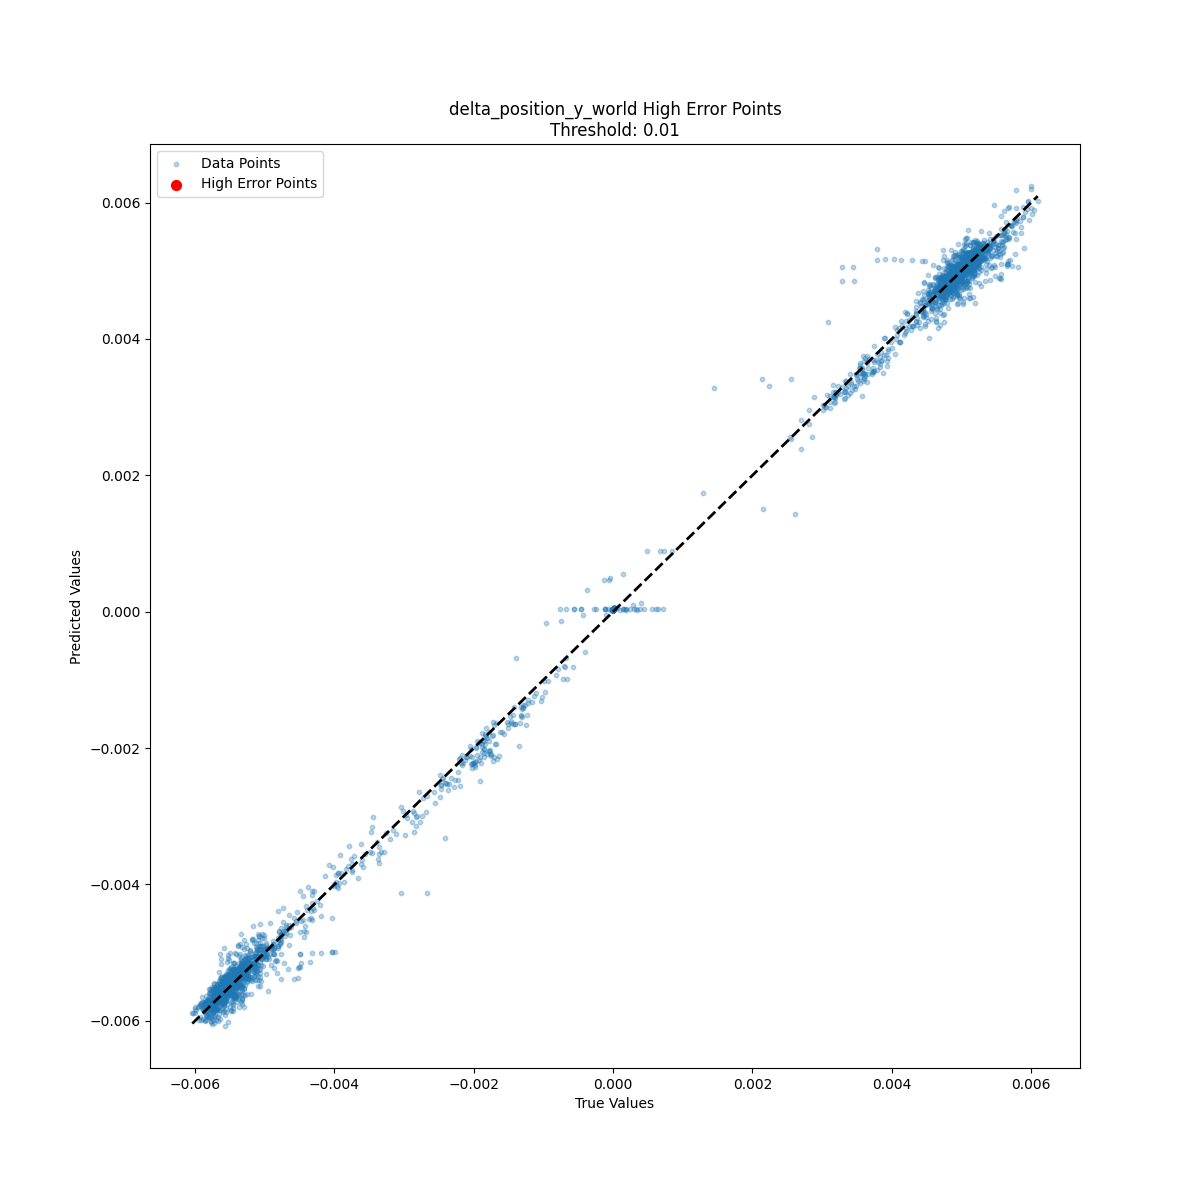 delta_position_y_world High Error Points
Threshold: 0.01
Data Points
High Error Points
0.006
0.004
0.002
0.000
−0.002
−0.004
−0.006
Predicted Values
−0.006 −0.004 −0.002 0.000 0.002 0.004 0.006
True Values